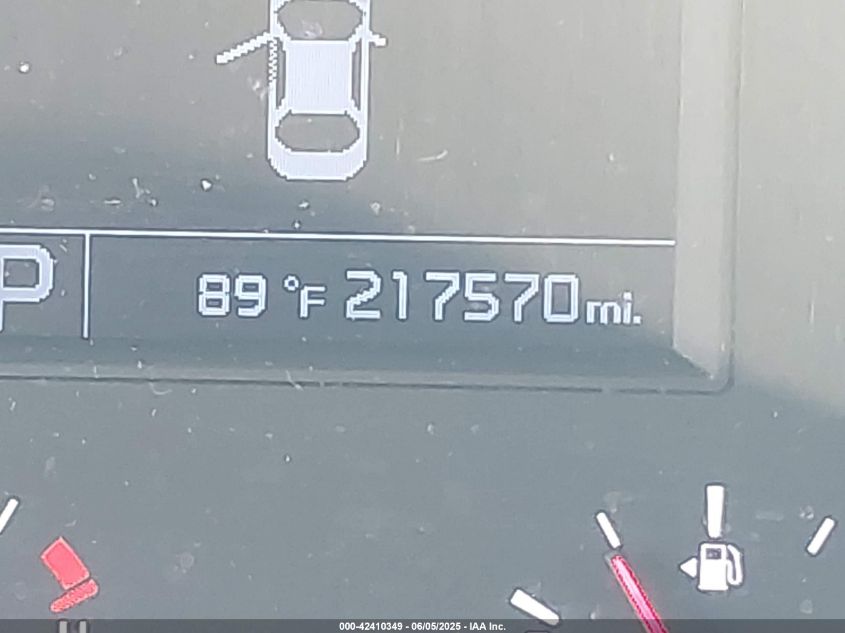 P 89 °F 217570 mi.
000-42410349 - 06/05/2025 - IAA Inc.